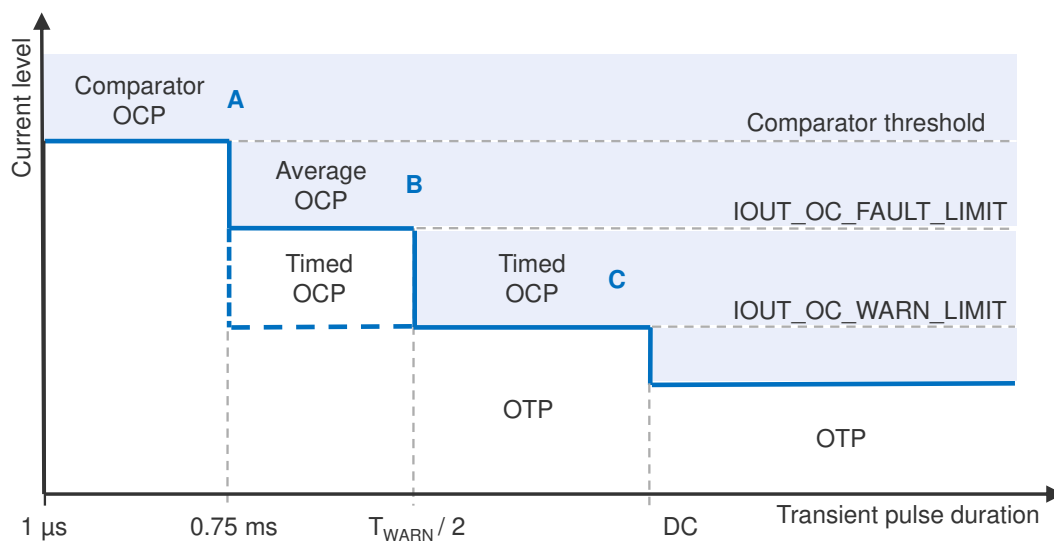 Current level
Comparator
OCP
A
Comparator threshold
Average
OCP
B
IOUT_OC_FAULT_LIMIT
Timed
OCP
Timed
OCP
C
IOUT_OC_WARN_LIMIT
OTP
OTP
1 µs
0.75 ms
TWARN / 2
DC
Transient pulse duration